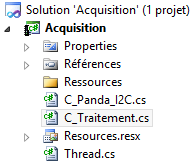 Solution 'Acquisition' (1 projet)
Acquisition
Properties
Références
Ressources
C_Panda_I2C.cs
C_Traitement.cs
Resources.resx
Thread.cs